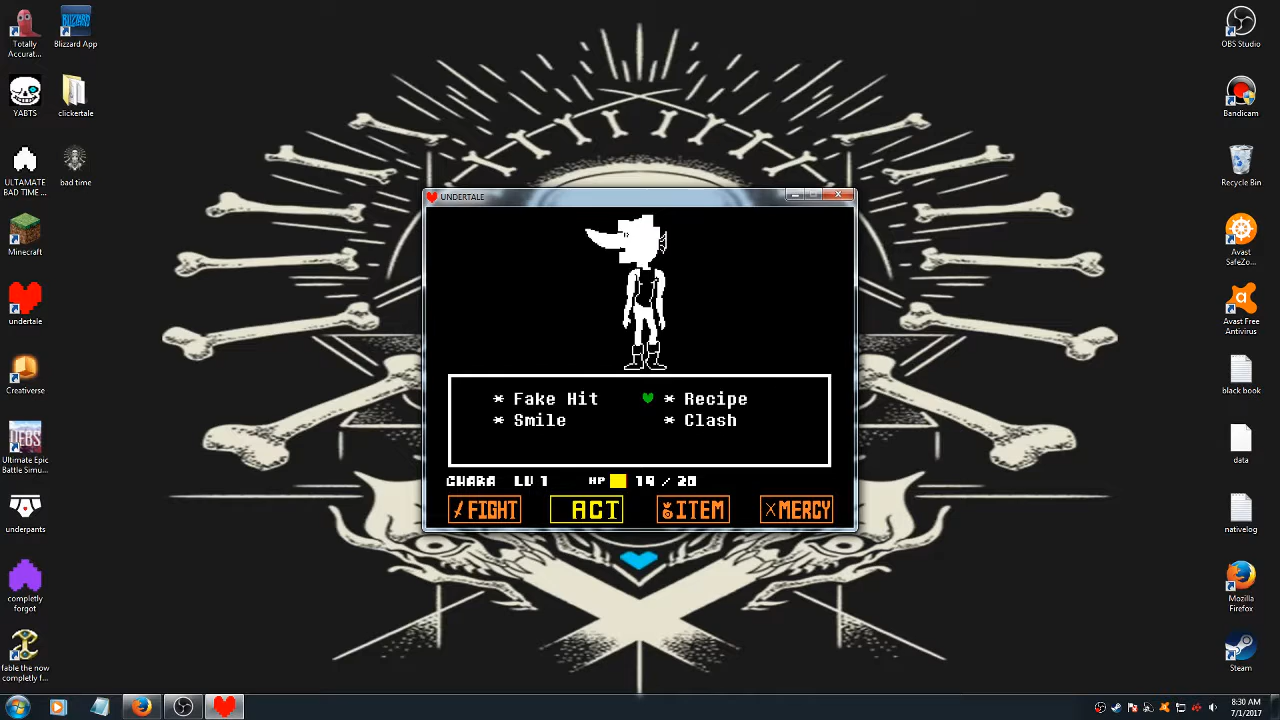 Totally
Accurat...
Blizzard App
OBS Studio
YABTS
clickertale
Bandicam
ULTAMATE
BAD TIME ...
bad time
Recycle Bin
UNDERTALE
Minecraft
Avast
SafeZo...
undertale
Avast Free
Antivirus
Creativerse
* Fake Hit * Recipe
* Smile * Clash
black book
Ultimate Epic
Battle Simu...
data
CHARA LV 1 HP 19 / 20
FIGHT ACT ITEM MERCY
underpants
nativelog
completly
forgot
Mozilla
Firefox
fable the now
completly f...
Steam
8:30 AM
7/1/2017